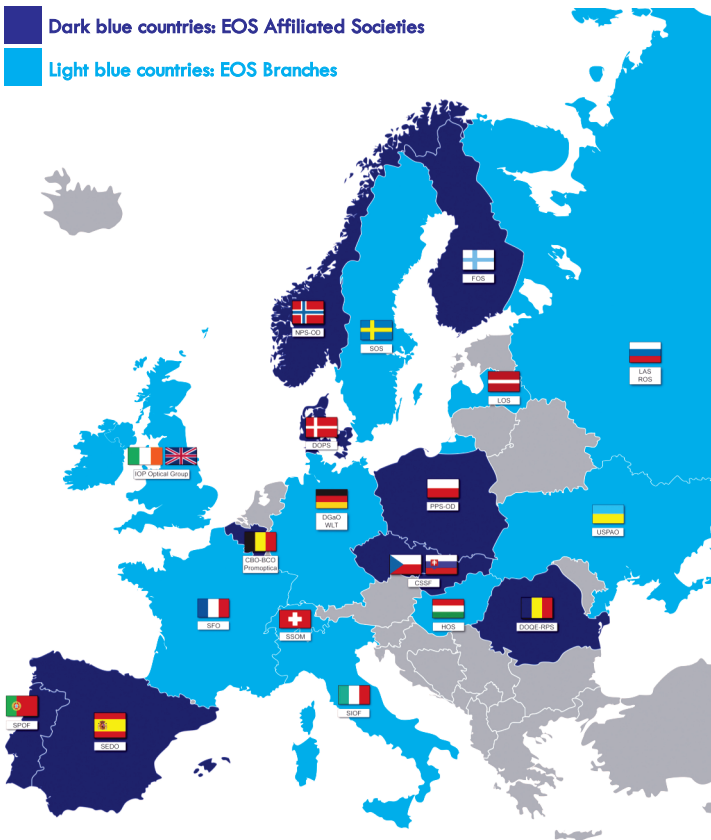 Dark blue countries: EOS Affiliated Societies
Light blue countries: EOS Branches
FOS
NPS-OD
SOS
LAS
ROS
LOS
DOPS
IOP Optical Group
PPS-OD
DGaO
WLT
USPAO
CBO-BCO
Promoptica
CSSF
SFO
HOS
DOQE-RPS
SSOM
SIOF
SPOF
SEDO